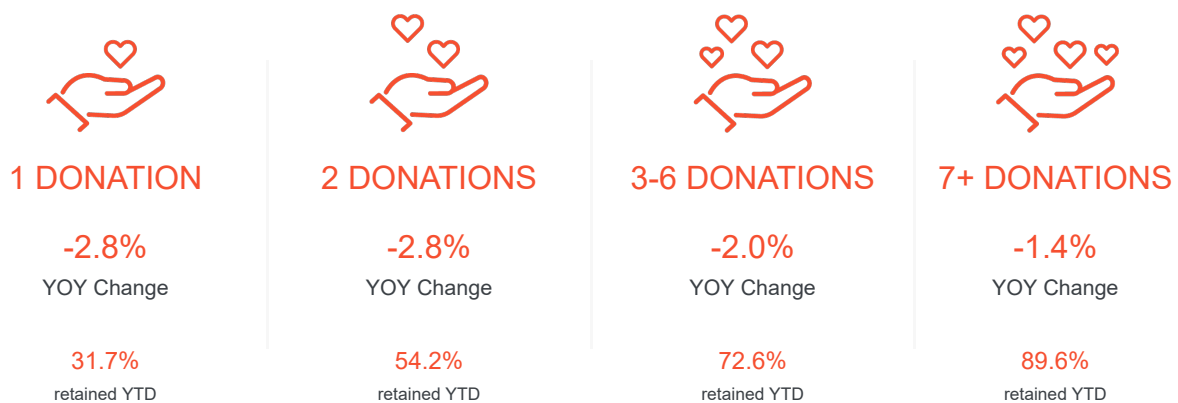 1 DONATION
-2.8%
YOY Change
31.7%
retained YTD
2 DONATIONS
-2.8%
YOY Change
54.2%
retained YTD
3-6 DONATIONS
-2.0%
YOY Change
72.6%
retained YTD
7+ DONATIONS
-1.4%
YOY Change
89.6%
retained YTD